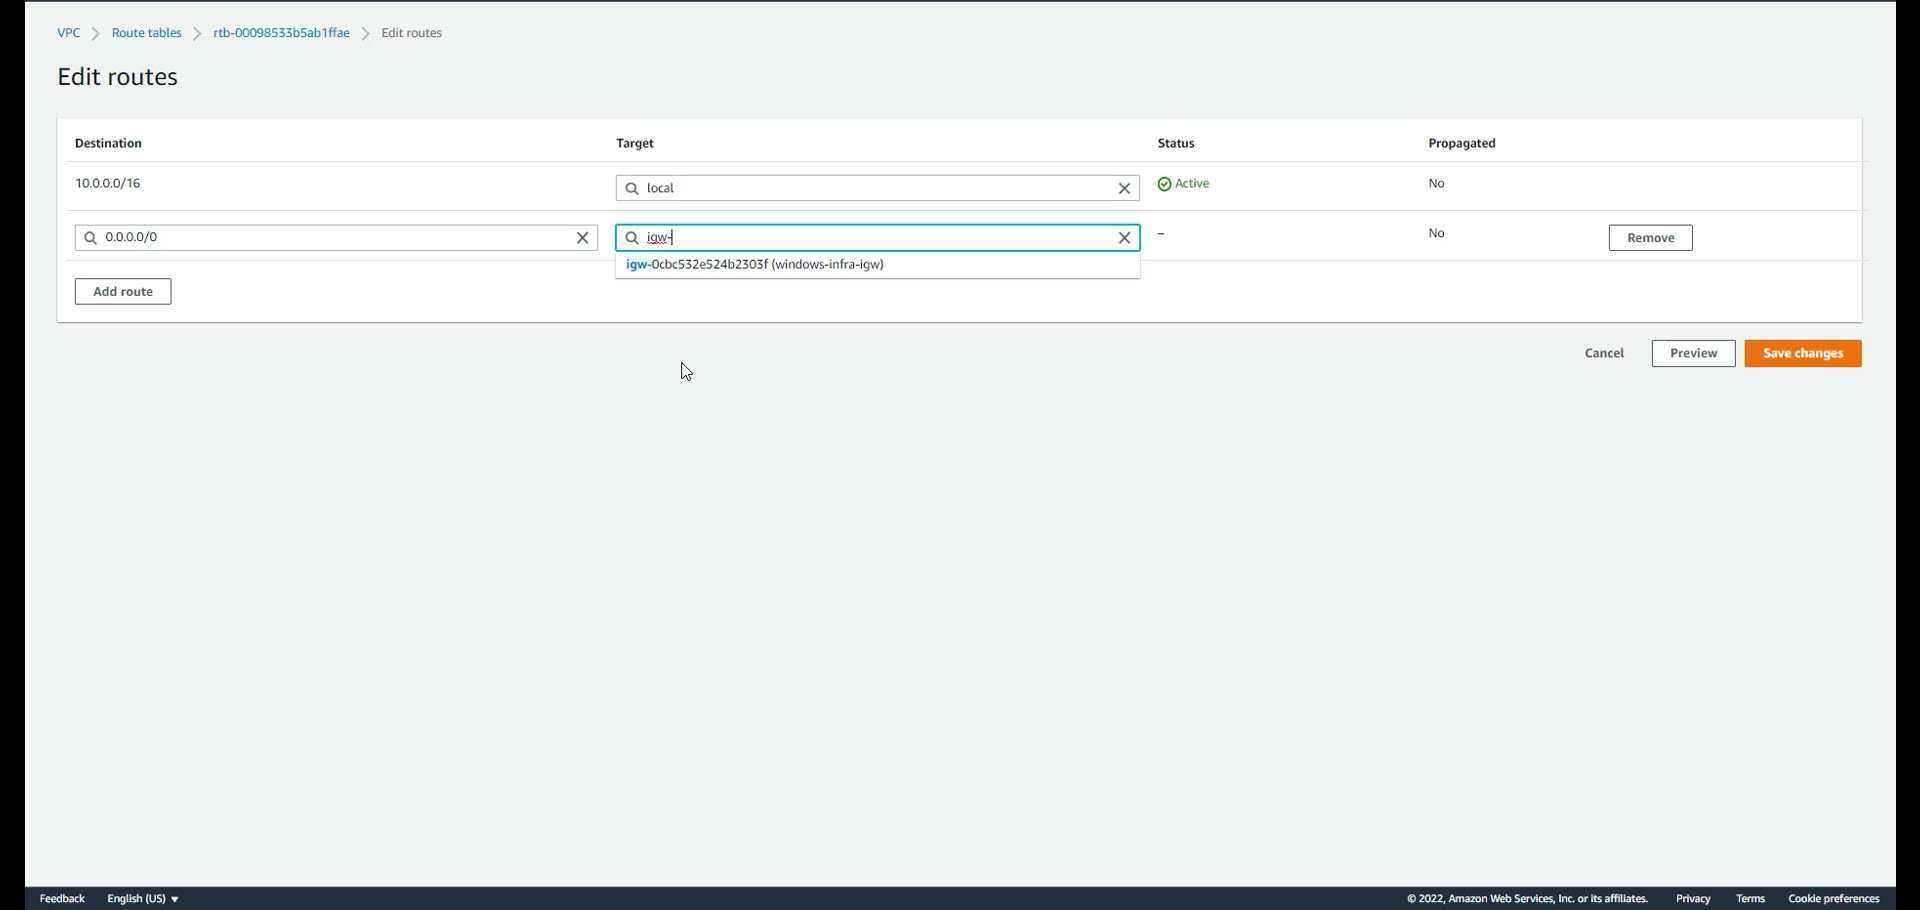 VPC > Route tables > rtb-00098533b5ab1ffae > Edit routes
Edit routes
Destination Target Status Propagated
10.0.0.0/16 local Active No
0.0.0.0/0 igw- – No Remove
igw-0cbc532e524b2303f (windows-infra-igw)
Add route
Cancel Preview Save changes
Feedback English (US) © 2022, Amazon Web Services, Inc. or its affiliates. Privacy Terms Cookie preferences